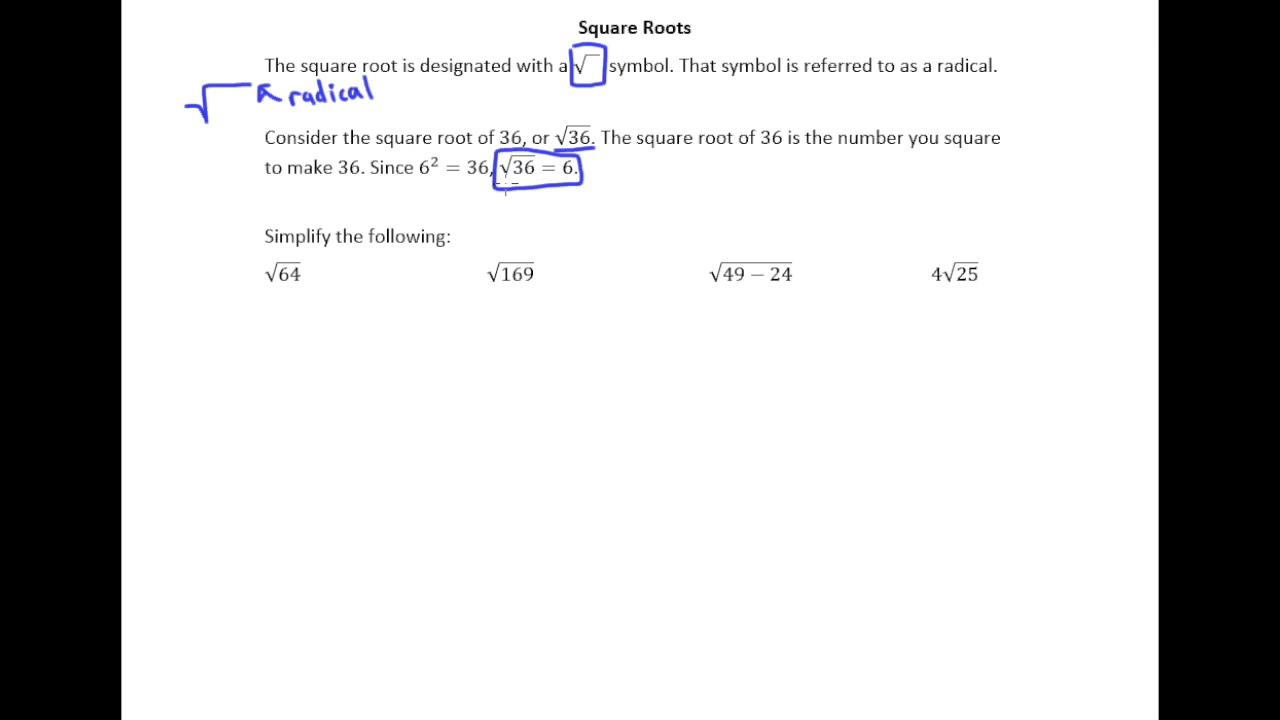 Square Roots
The square root is designated with a √ symbol. That symbol is referred to as a radical.
√ radical
Consider the square root of 36, or √36. The square root of 36 is the number you square
to make 36. Since 6² = 36, √36 = 6.
Simplify the following:
√64 √169 √(49 − 24) 4√25